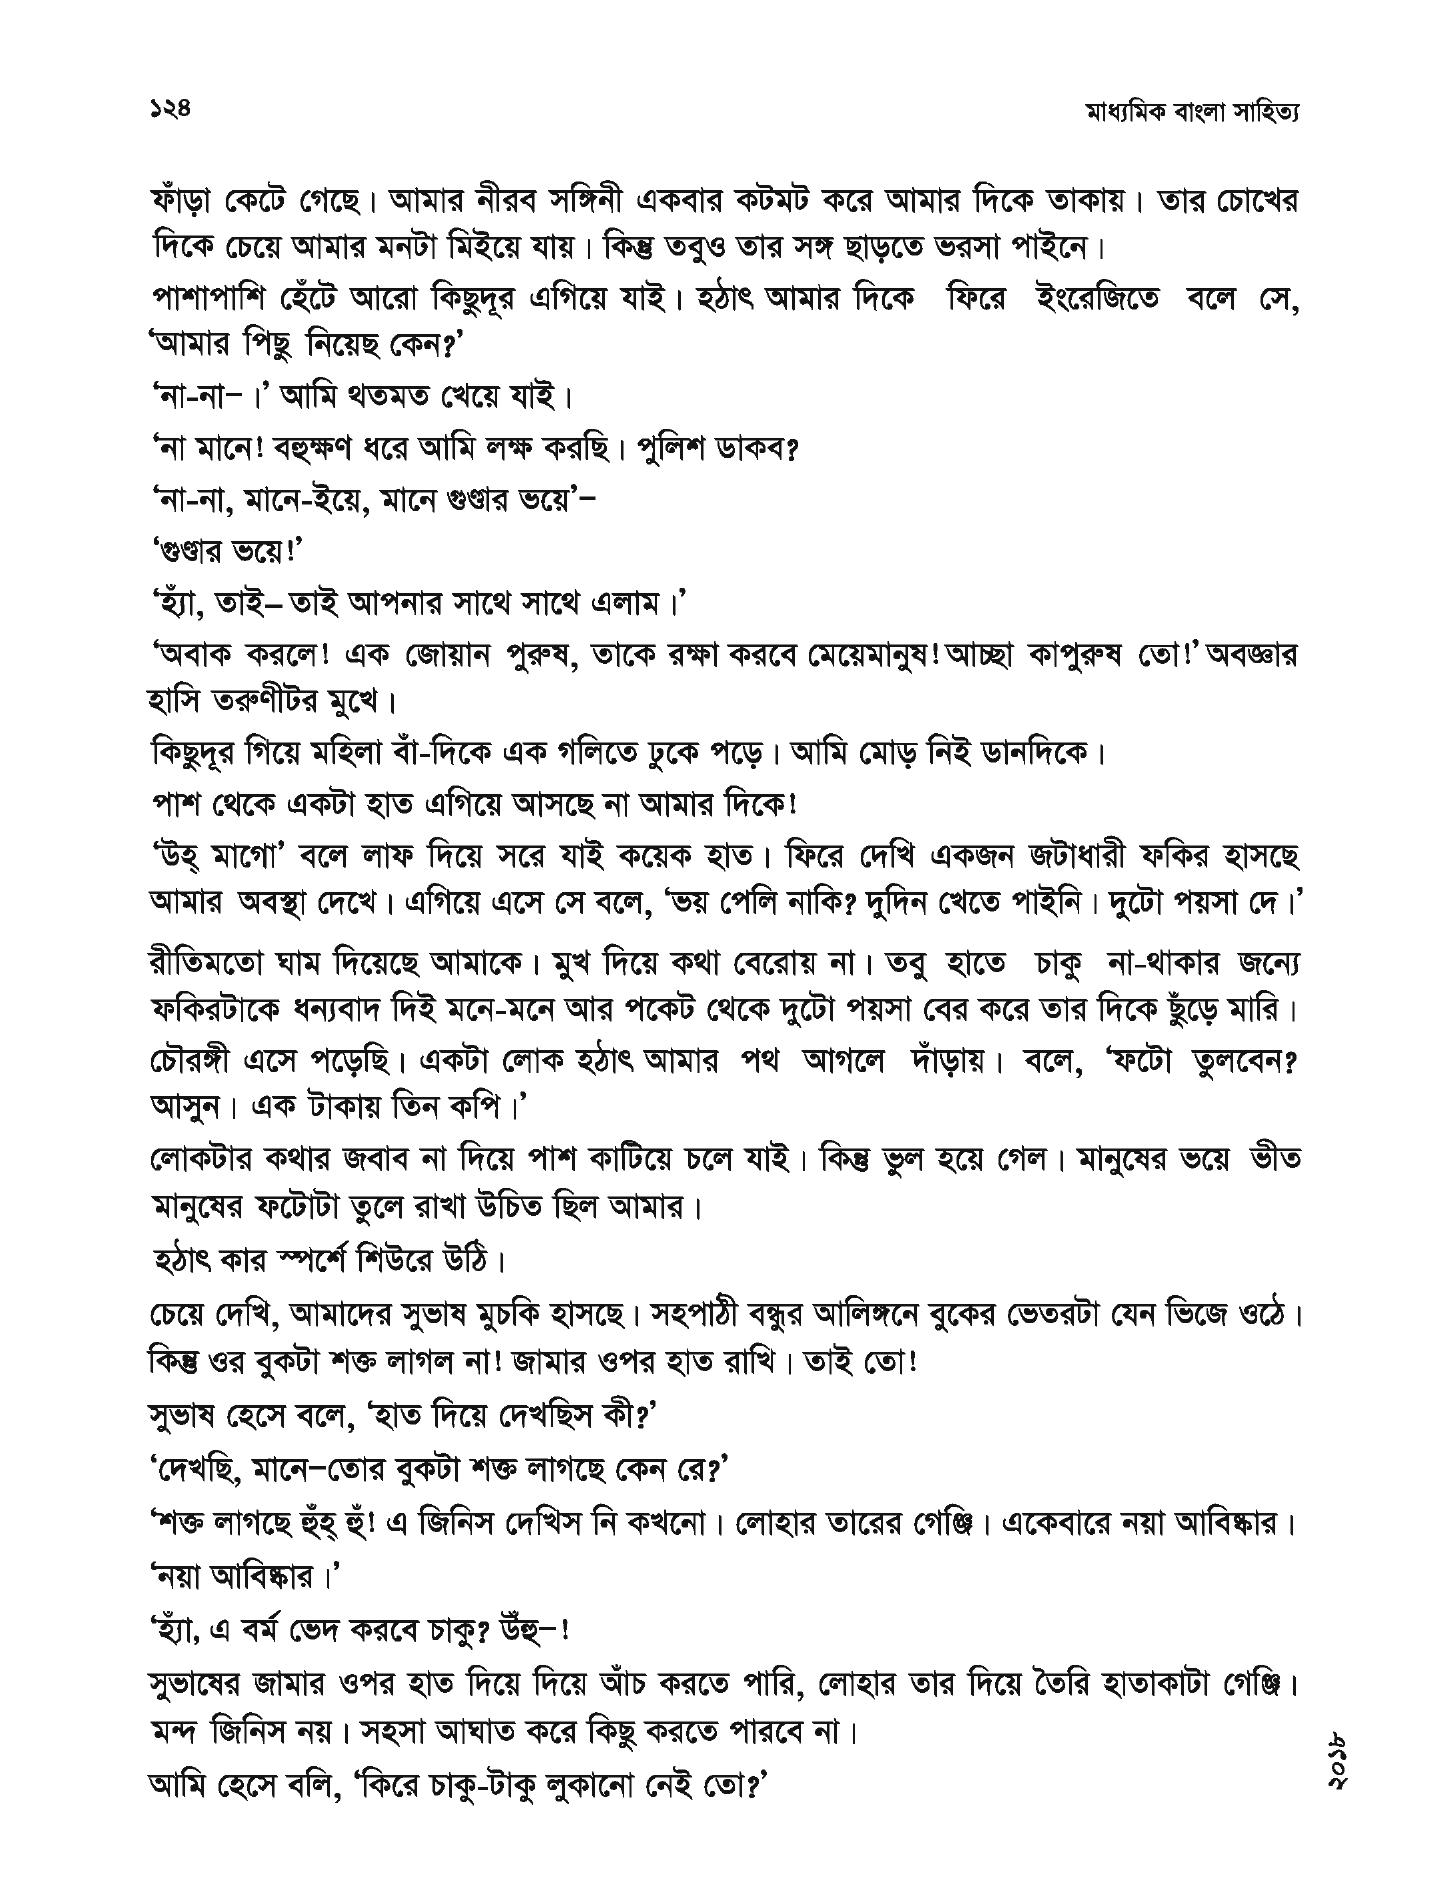 ১২৪
মাধ্যমিক বাংলা সাহিত্য
ফাঁড়া কেটে গেছে। আমার নীরব সঙ্গিনী একবার কটমট করে আমার দিকে তাকায়। তার চোখের
দিকে চেয়ে আমার মনটা মিইয়ে যায়। কিন্তু তবুও তার সঙ্গ ছাড়তে ভরসা পাইনে।
পাশাপাশি হেঁটে আরো কিছুদূর এগিয়ে যাই। হঠাৎ আমার দিকে ফিরে ইংরেজিতে বলে সে,
‘আমার পিছু নিয়েছ কেন?’
‘না-না– ।’ আমি থতমত খেয়ে যাই।
‘না মানে! বহুক্ষণ ধরে আমি লক্ষ করছি। পুলিশ ডাকব?
‘না-না, মানে-ইয়ে, মানে গুণ্ডার ভয়ে’–
‘গুণ্ডার ভয়ে!’
‘হ্যাঁ, তাই– তাই আপনার সাথে সাথে এলাম।’
‘অবাক করলে! এক জোয়ান পুরুষ, তাকে রক্ষা করবে মেয়েমানুষ! আচ্ছা কাপুরুষ তো!’ অবজ্ঞার
হাসি তরুণীটর মুখে।
কিছুদূর গিয়ে মহিলা বাঁ-দিকে এক গলিতে ঢুকে পড়ে। আমি মোড় নিই ডানদিকে।
পাশ থেকে একটা হাত এগিয়ে আসছে না আমার দিকে!
‘উহ্ মাগো’ বলে লাফ দিয়ে সরে যাই কয়েক হাত। ফিরে দেখি একজন জটাধারী ফকির হাসছে
আমার অবস্থা দেখে। এগিয়ে এসে সে বলে, ‘ভয় পেলি নাকি? দুদিন খেতে পাইনি। দুটো পয়সা দে।’
রীতিমতো ঘাম দিয়েছে আমাকে। মুখ দিয়ে কথা বেরোয় না। তবু হাতে চাকু না-থাকার জন্যে
ফকিরটাকে ধন্যবাদ দিই মনে-মনে আর পকেট থেকে দুটো পয়সা বের করে তার দিকে ছুঁড়ে মারি।
চৌরঙ্গী এসে পড়েছি। একটা লোক হঠাৎ আমার পথ আগলে দাঁড়ায়। বলে, ‘ফটো তুলবেন?
আসুন। এক টাকায় তিন কপি।’
লোকটার কথার জবাব না দিয়ে পাশ কাটিয়ে চলে যাই। কিন্তু ভুল হয়ে গেল। মানুষের ভয়ে ভীত
মানুষের ফটোটা তুলে রাখা উচিত ছিল আমার।
হঠাৎ কার স্পর্শে শিউরে উঠি।
চেয়ে দেখি, আমাদের সুভাষ মুচকি হাসছে। সহপাঠী বন্ধুর আলিঙ্গনে বুকের ভেতরটা যেন ভিজে ওঠে।
কিন্তু ওর বুকটা শক্ত লাগল না! জামার ওপর হাত রাখি। তাই তো!
সুভাষ হেসে বলে, ‘হাত দিয়ে দেখছিস কী?’
‘দেখছি, মানে–তোর বুকটা শক্ত লাগছে কেন রে?’
‘শক্ত লাগছে হুঁহ্ হুঁ! এ জিনিস দেখিস নি কখনো। লোহার তারের গেঞ্জি। একেবারে নয়া আবিষ্কার।
‘নয়া আবিষ্কার।’
‘হ্যাঁ, এ বর্ম ভেদ করবে চাকু? উঁহু–!
সুভাষের জামার ওপর হাত দিয়ে দিয়ে আঁচ করতে পারি, লোহার তার দিয়ে তৈরি হাতাকাটা গেঞ্জি।
মন্দ জিনিস নয়। সহসা আঘাত করে কিছু করতে পারবে না।
আমি হেসে বলি, ‘কিরে চাকু-টাকু লুকানো নেই তো?’
২০১৮